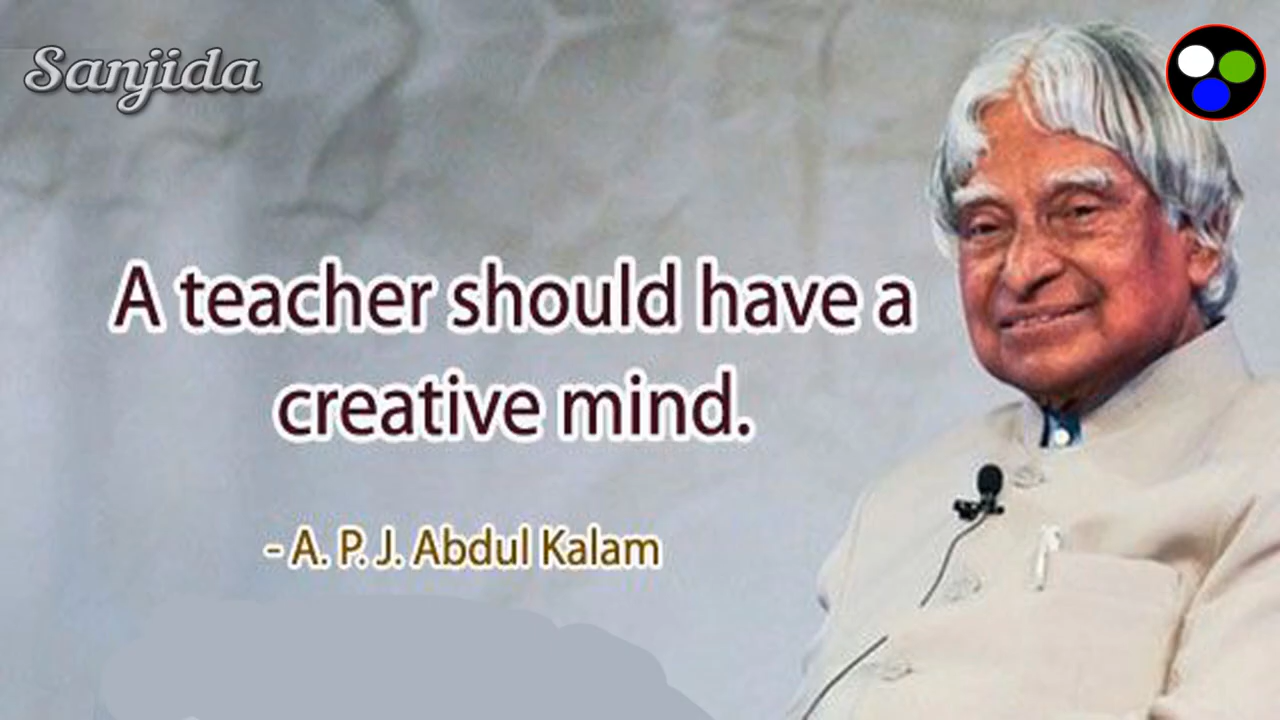 Sanjida
A teacher should have a
creative mind.
- A. P. J. Abdul Kalam